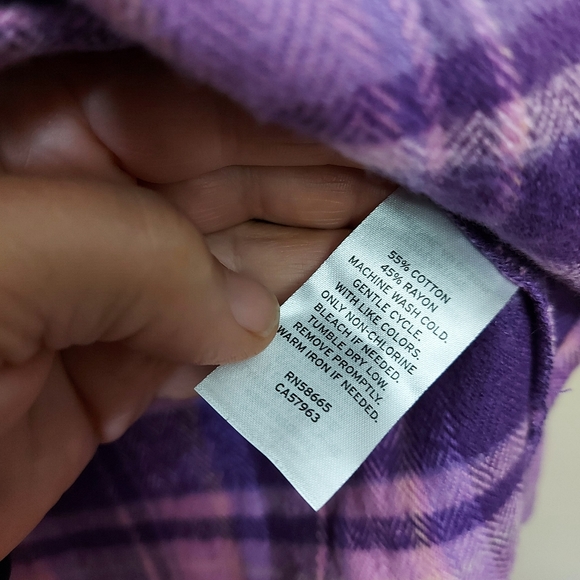 55% COTTON
45% RAYON
MACHINE WASH COLD.
GENTLE CYCLE.
WITH LIKE COLORS.
ONLY NON-CHLORINE
BLEACH IF NEEDED.
TUMBLE DRY LOW.
REMOVE PROMPTLY.
WARM IRON IF NEEDED.
RN58665
CA57963